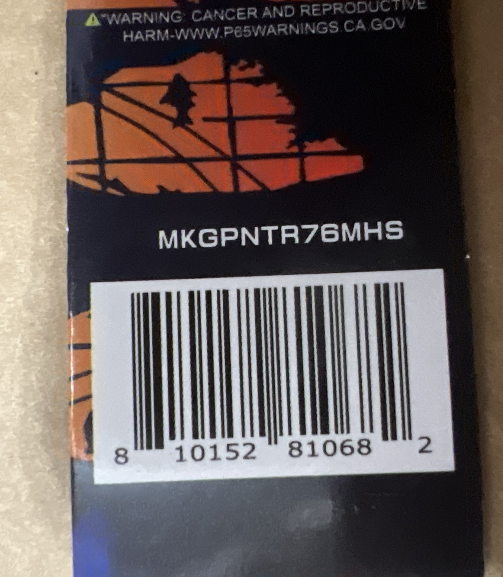 ⚠"WARNING: CANCER AND REPRODUCTIVE
HARM-WWW.P65WARNINGS.CA.GOV
MKGPNTR76MHS
8 10152 81068 2